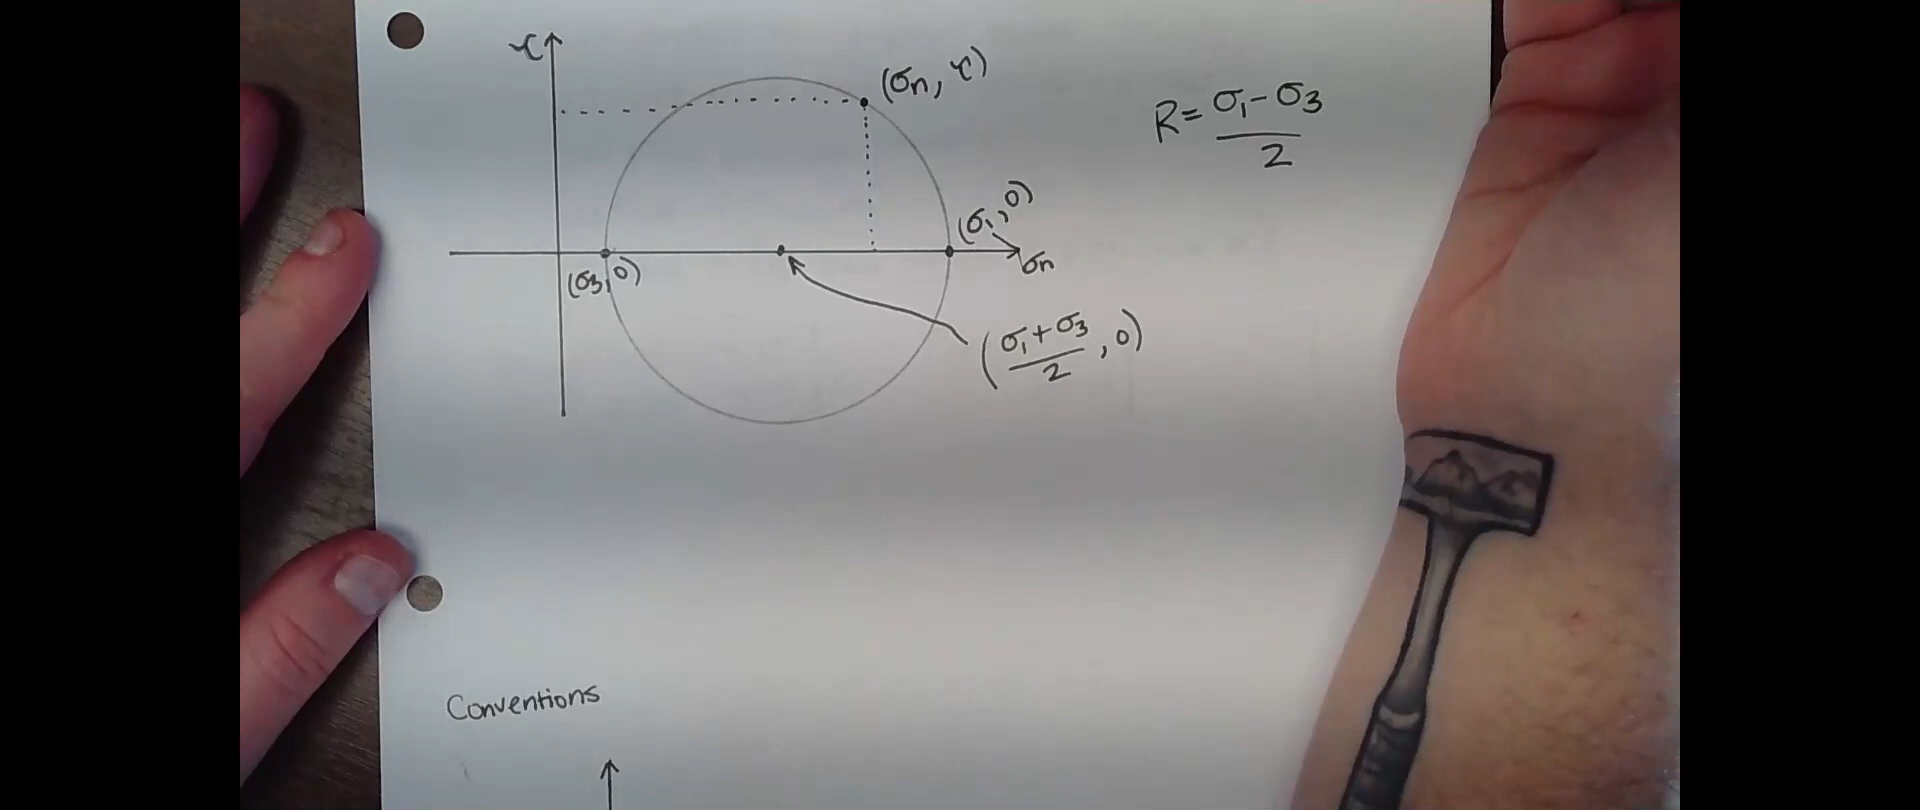 τ
(σn, τ)
R = σ₁ - σ₃ / 2
(σ₁, 0)
σn
(σ₃, 0)
(σ₁ + σ₃ / 2, 0)
Conventions